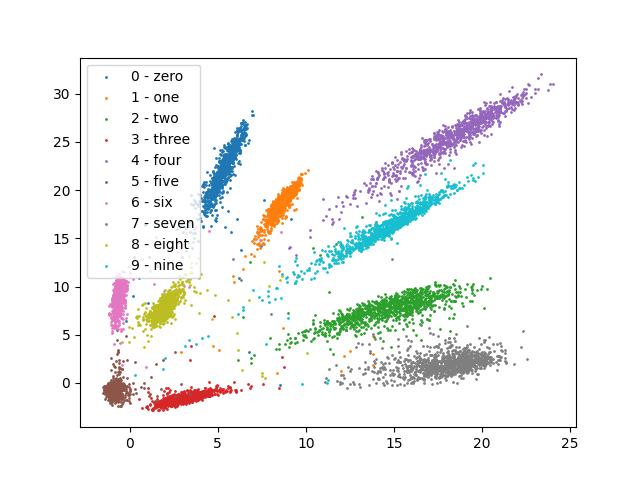 0 - zero
1 - one
2 - two
3 - three
4 - four
5 - five
6 - six
7 - seven
8 - eight
9 - nine
30
25
20
15
10
5
0
0 5 10 15 20 25